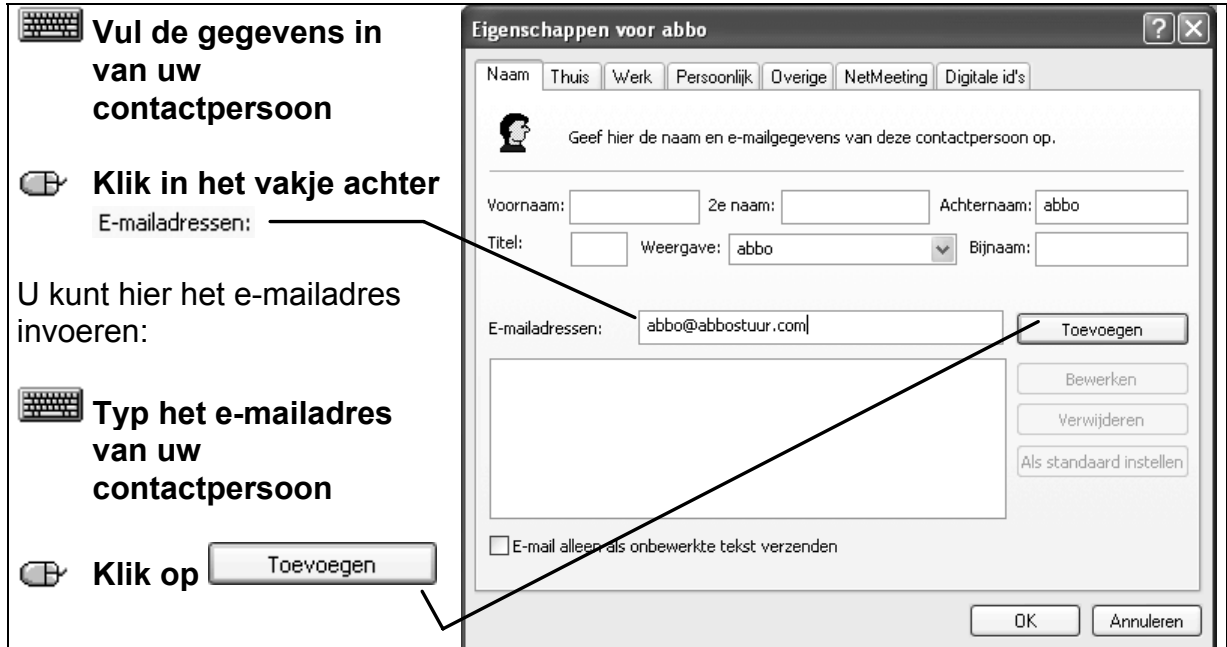 Vul de gegevens in
van uw
contactpersoon
Klik in het vakje achter
E-mailadressen:
U kunt hier het e-mailadres
invoeren:
Typ het e-mailadres
van uw
contactpersoon
Klik op Toevoegen
Eigenschappen voor abbo
Naam Thuis Werk Persoonlijk Overige NetMeeting Digitale id's
Geef hier de naam en e-mailgegevens van deze contactpersoon op.
Voornaam: 2e naam: Achternaam: abbo
Titel: Weergave: abbo Bijnaam:
E-mailadressen: abbo@abbostuur.com Toevoegen
Bewerken
Verwijderen
Als standaard instellen
E-mail alleen als onbewerkte tekst verzenden
OK Annuleren